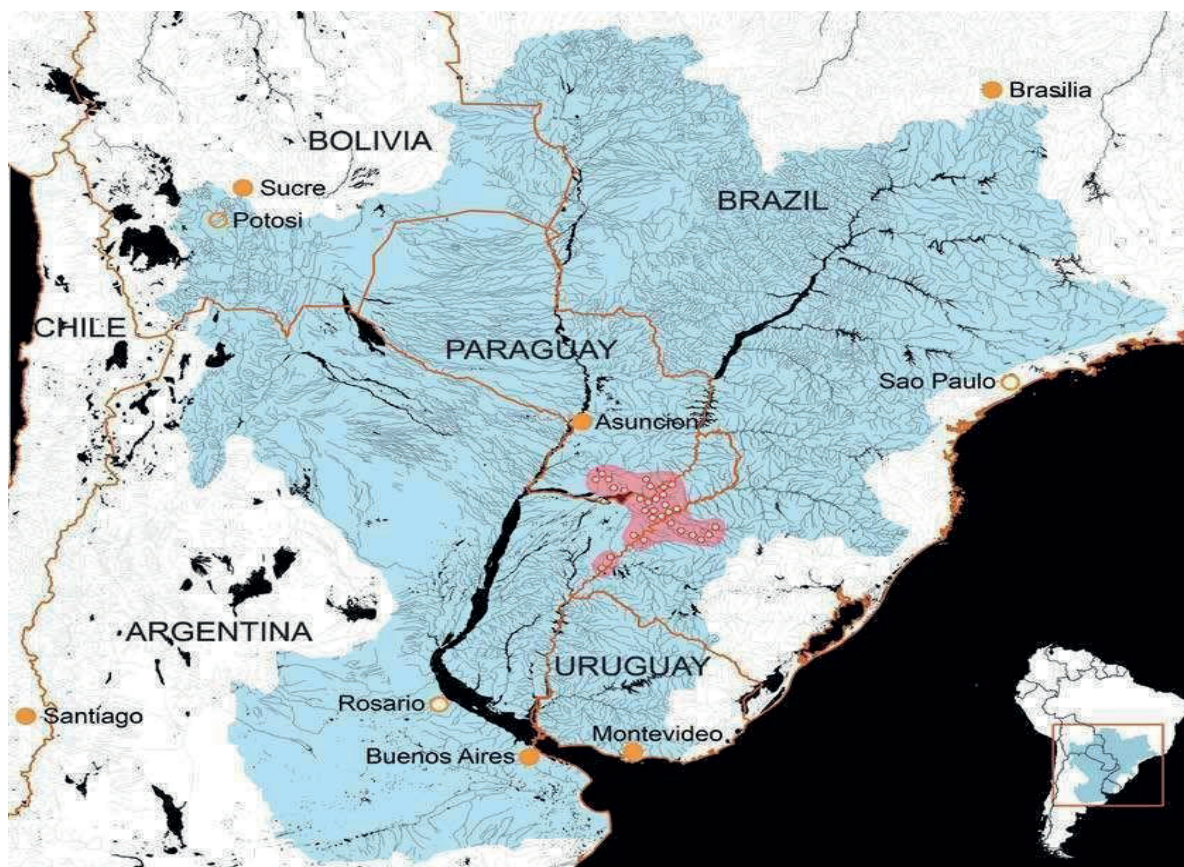 Brasilia
BOLIVIA
Sucre
BRAZIL
Potosi
CHILE
PARAGUAY
Sao Paulo
Asuncion
ARGENTINA
URUGUAY
Rosario
Santiago
Montevideo
Buenos Aires